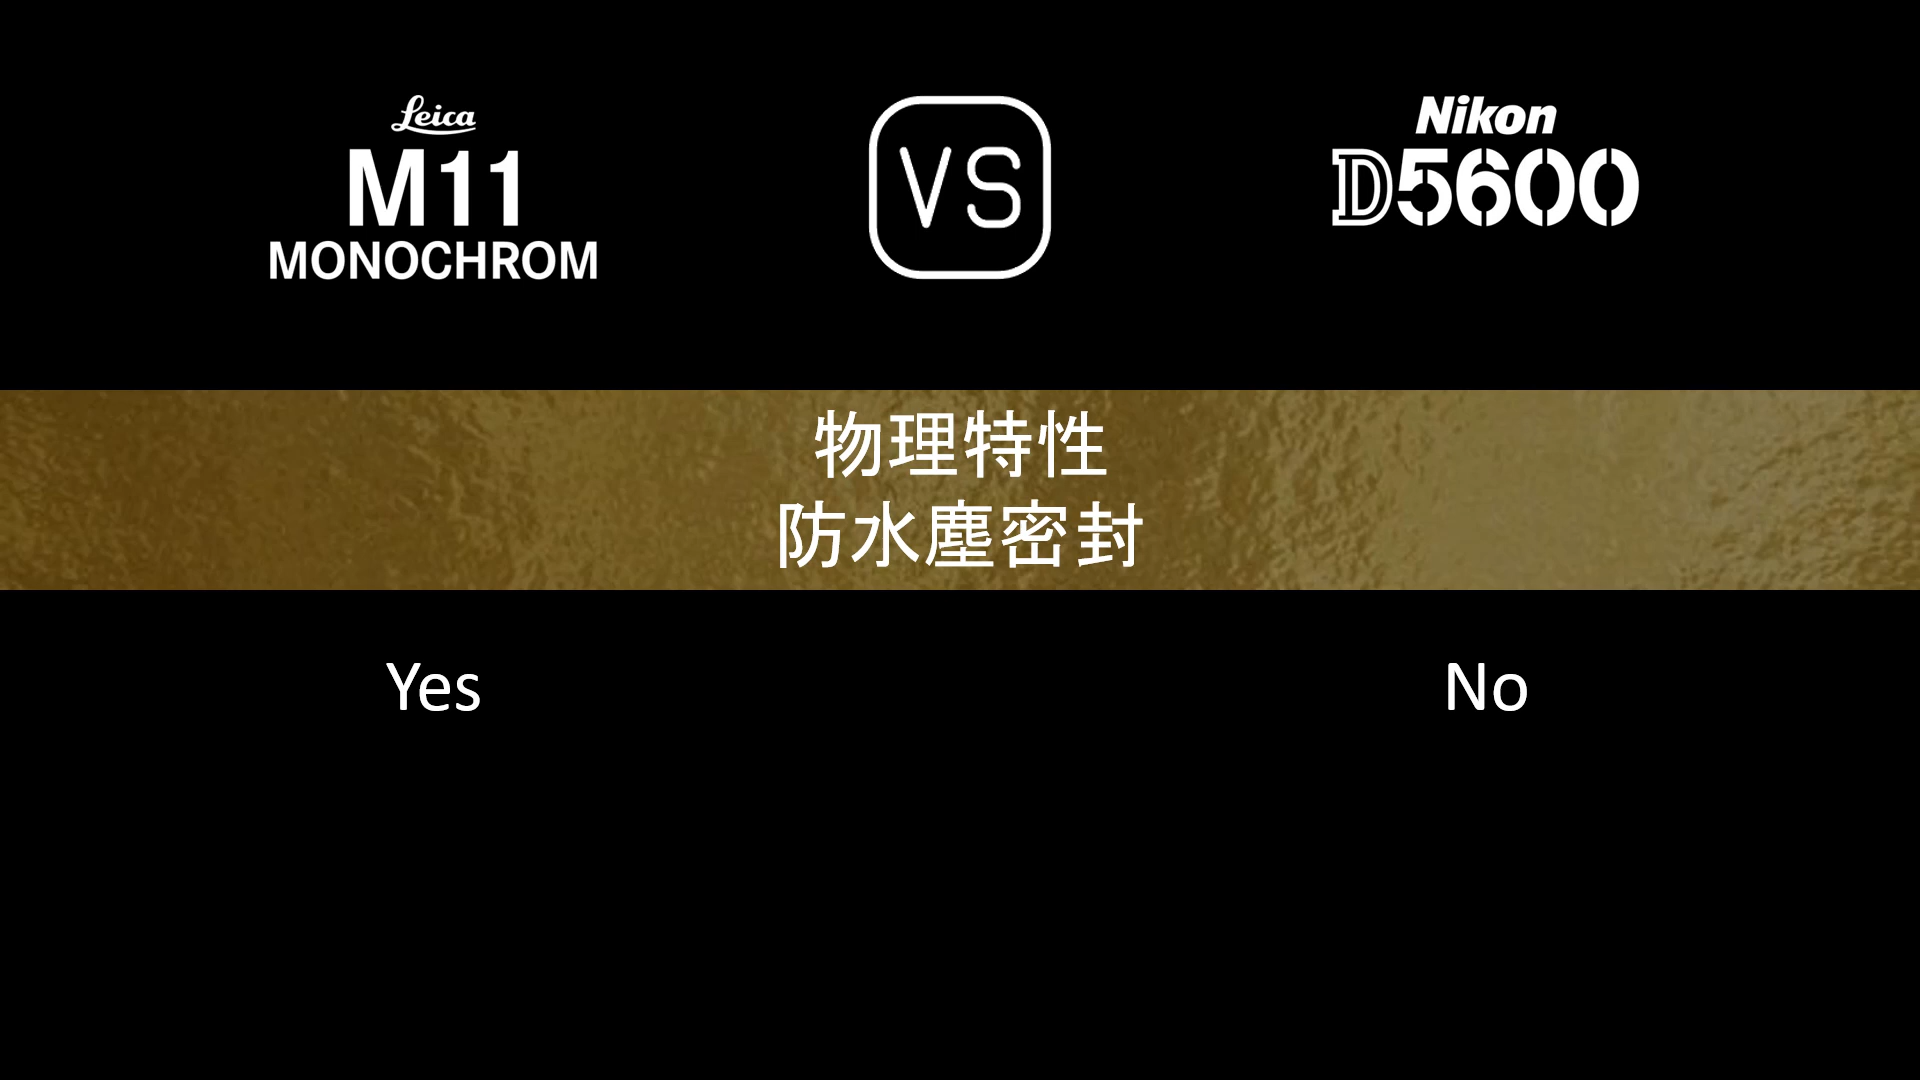 Leica
M11
MONOCHROM
VS
Nikon
D5600
物理特性
防水塵密封
Yes
No